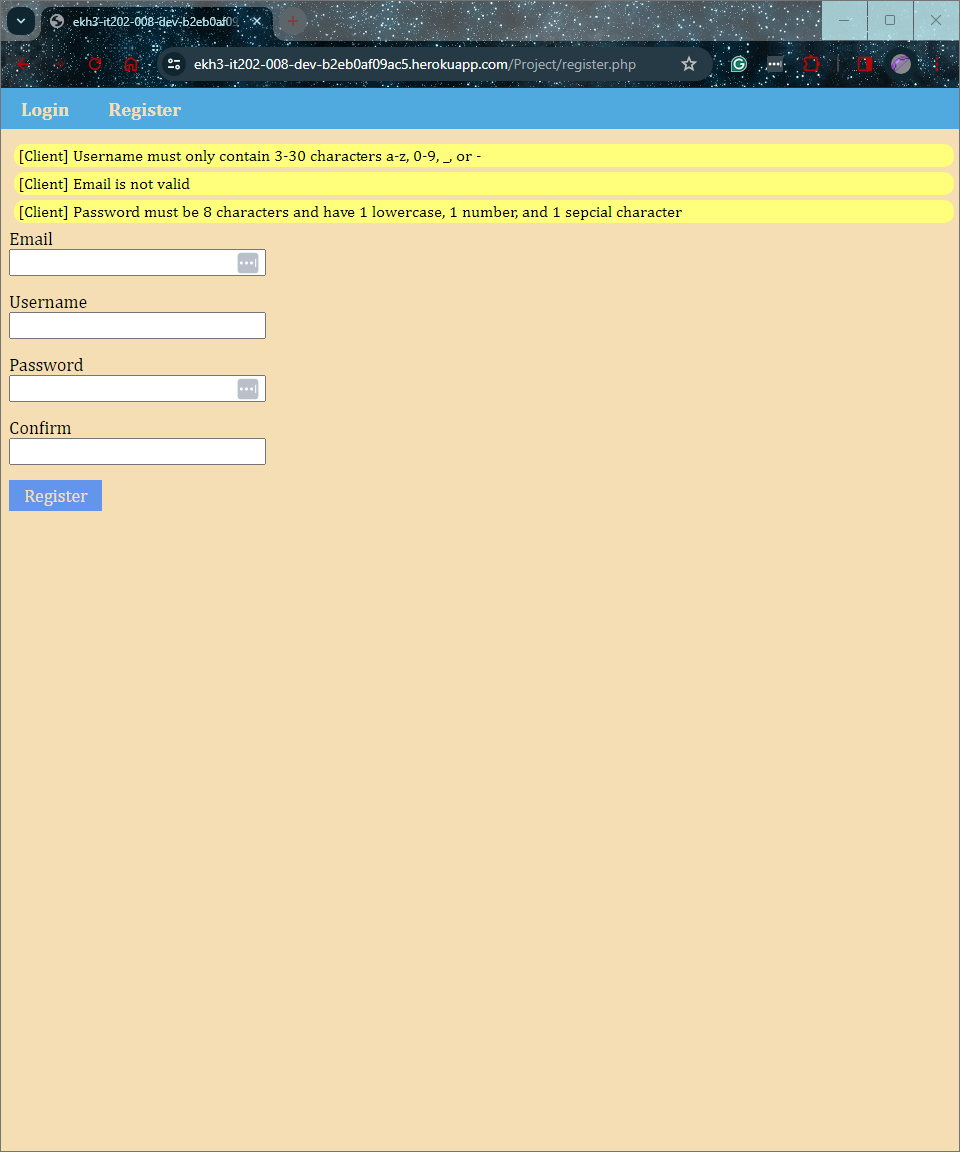 ekh3-it202-008-dev-b2eb0af09
ekh3-it202-008-dev-b2eb0af09ac5.herokuapp.com/Project/register.php
Login Register
[Client] Username must only contain 3-30 characters a-z, 0-9, _, or -
[Client] Email is not valid
[Client] Password must be 8 characters and have 1 lowercase, 1 number, and 1 sepcial character
Email
Username
Password
Confirm
Register